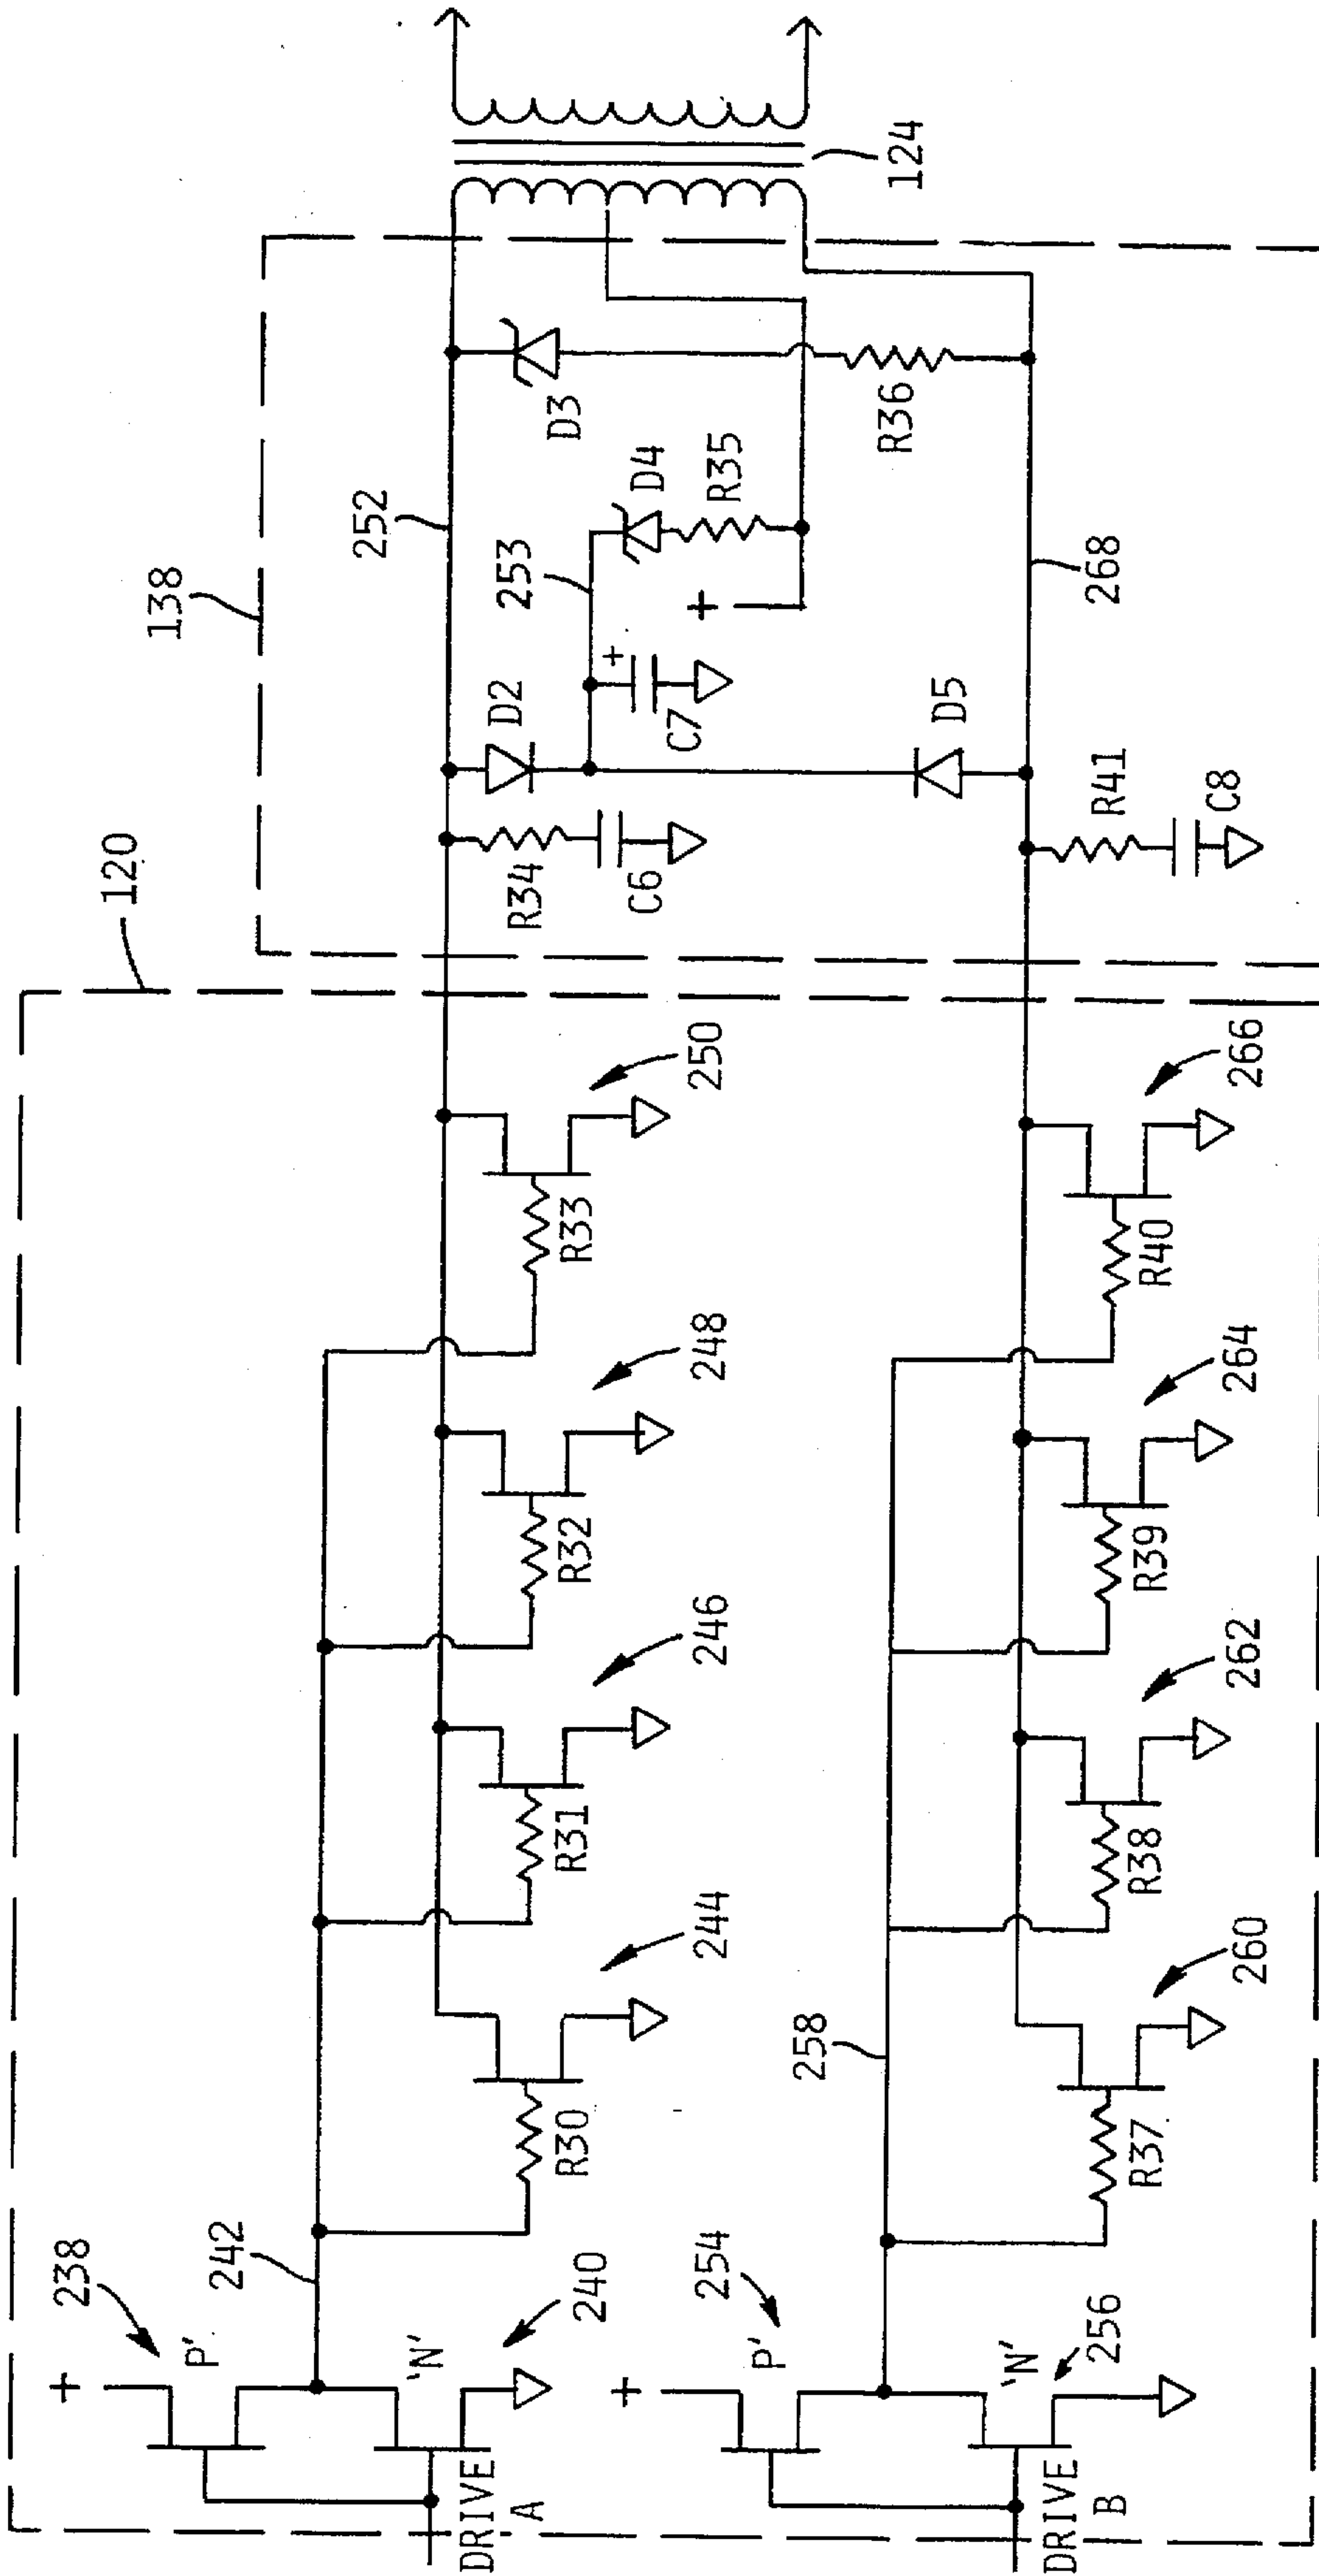 120
138
238
P'
+
242
'N'
240
DRIVE
A
R30
244
R31
246
R32
248
R33
250
252
R34
C6
D2
253
+
C7
D4
R35
+
D3
R36
124
254
P'
+
258
'N'
256
DRIVE
B
R37
260
R38
262
R39
264
R40
266
D5
268
R41
C8